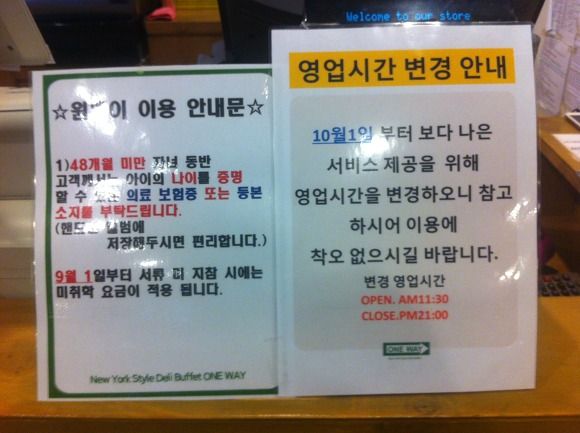 Welcome to our store
☆원웨이 이용 안내문☆
1)48개월 미만 자녀 동반
고객께서는 아이의 나이를 증명
할 수 있는 의료 보험증 또는 등본
소지를 부탁드립니다.
(핸드폰 앨범에
저장해두시면 편리합니다.)
9월 1일부터 서류 미 지참 시에는
미취학 요금이 적용 됩니다.
New York Style Deli Buffet ONE WAY
영업시간 변경 안내
10월1일 부터 보다 나은
서비스 제공을 위해
영업시간을 변경하오니 참고
하시어 이용에
착오 없으시길 바랍니다.
변경 영업시간
OPEN. AM11:30
CLOSE.PM21:00
ONE WAY